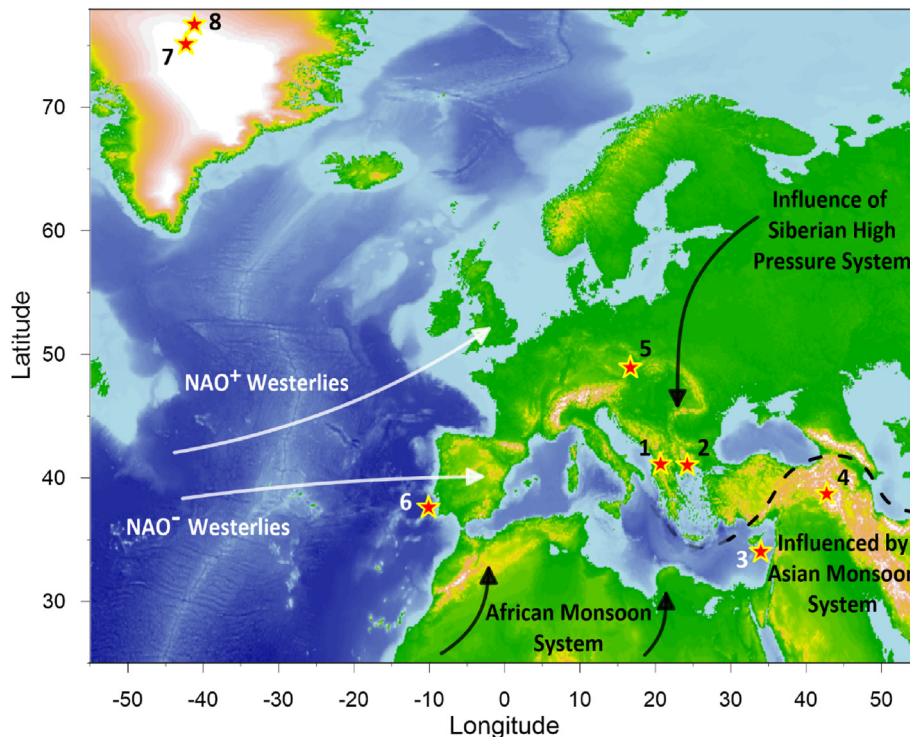 8
7
70
Influence of
Siberian High
Pressure System
60
Latitude
50
5
NAO+ Westerlies
1
2
40
4
6
NAO- Westerlies
3
Influenced by
Asian Monsoon
System
African Monsoon
System
30
-50
-40
-30
-20
-10
0
10
20
30
40
50
Longitude